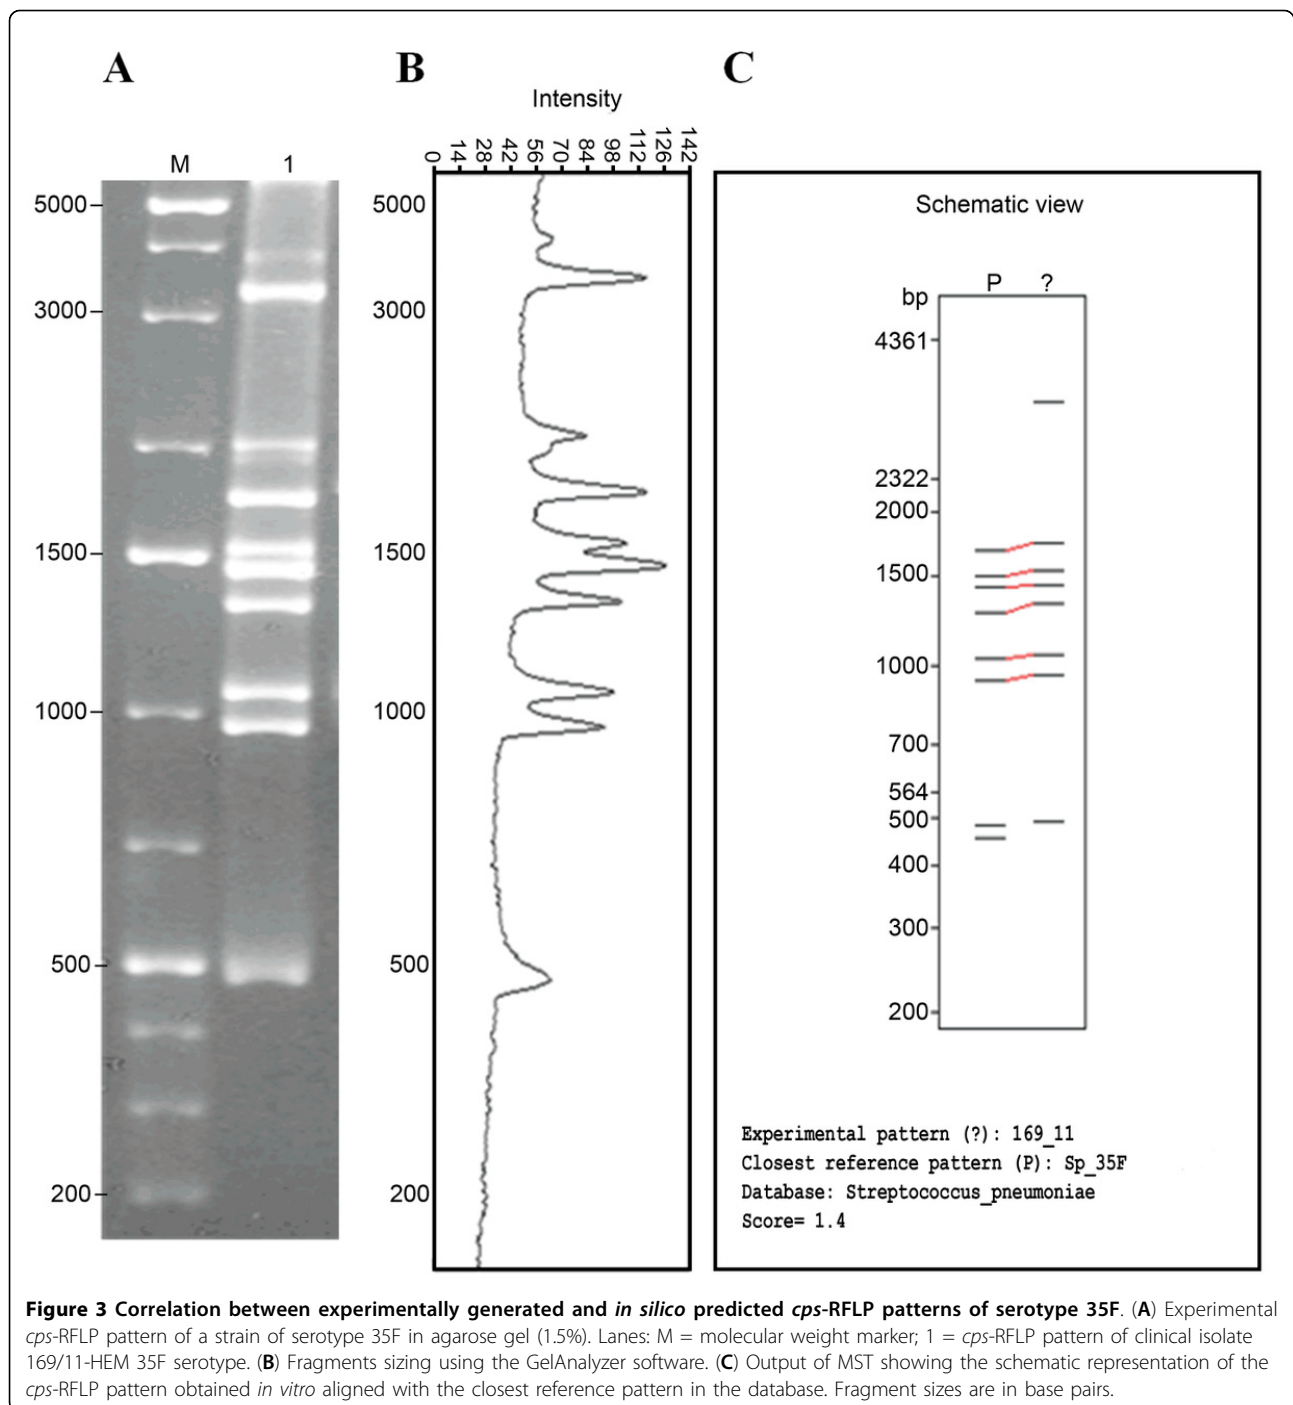 A
B
C
Intensity
0 14 28 42 56 70 84 98 112 126 142
M 1
5000
3000
1500
1000
500
200
5000
3000
1500
1000
500
200
Schematic view
P ?
bp
4361
2322
2000
1500
1000
700
564
500
400
300
200
Experimental pattern (?): 169_11
Closest reference pattern (P): Sp_35F
Database: Streptococcus_pneumoniae
Score= 1.4
Figure 3 Correlation between experimentally generated and in silico predicted cps-RFLP patterns of serotype 35F. (A) Experimental
cps-RFLP pattern of a strain of serotype 35F in agarose gel (1.5%). Lanes: M = molecular weight marker; 1 = cps-RFLP pattern of clinical isolate
169/11-HEM 35F serotype. (B) Fragments sizing using the GelAnalyzer software. (C) Output of MST showing the schematic representation of the
cps-RFLP pattern obtained in vitro aligned with the closest reference pattern in the database. Fragment sizes are in base pairs.